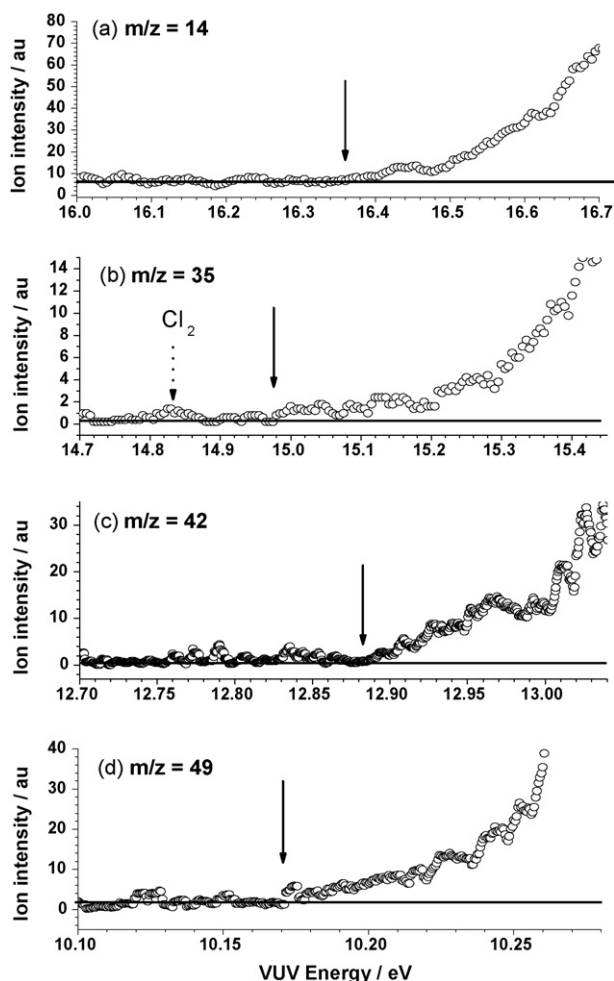 (a) m/z = 14
Ion intensity / au
80
70
60
50
40
30
20
10
0
16.0 16.1 16.2 16.3 16.4 16.5 16.6 16.7
(b) m/z = 35
Cl2
Ion intensity / au
14
12
10
8
6
4
2
0
14.7 14.8 14.9 15.0 15.1 15.2 15.3 15.4
(c) m/z = 42
Ion intensity / au
30
20
10
0
12.70 12.75 12.80 12.85 12.90 12.95 13.00
(d) m/z = 49
Ion intensity / au
40
30
20
10
0
10.10 10.15 10.20 10.25
VUV Energy / eV